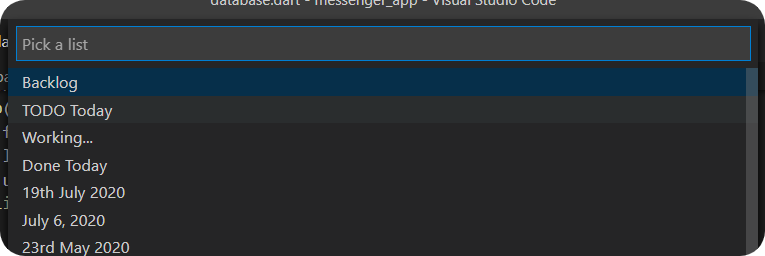 database.dart - messenger_app - Visual Studio Code
Pick a list
Backlog
TODO Today
Working...
Done Today
19th July 2020
July 6, 2020
23rd May 2020